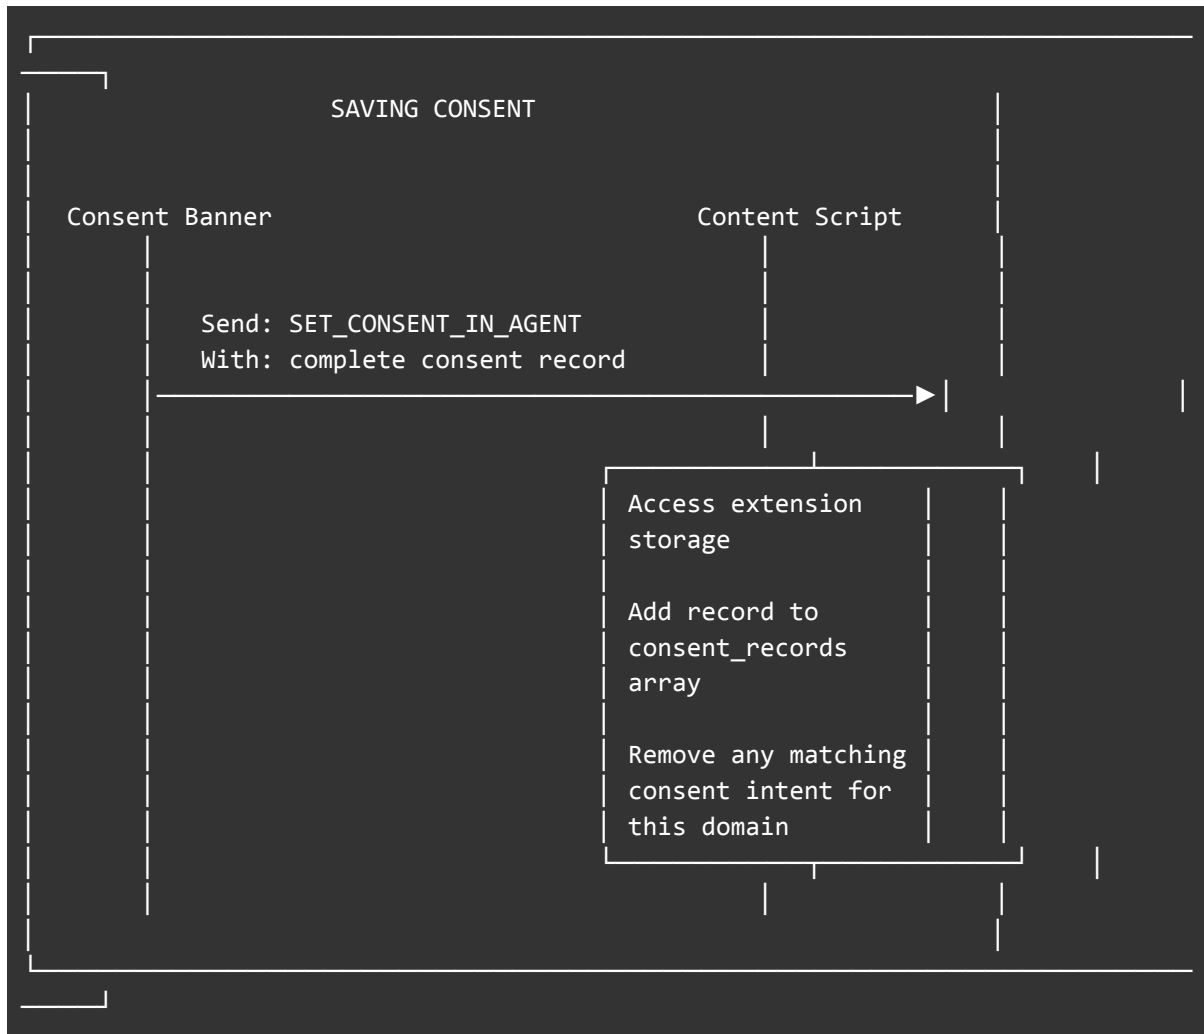 SAVING CONSENT
Consent Banner Content Script
Send: SET_CONSENT_IN_AGENT
With: complete consent record
Access extension
storage
Add record to
consent_records
array
Remove any matching
consent intent for
this domain